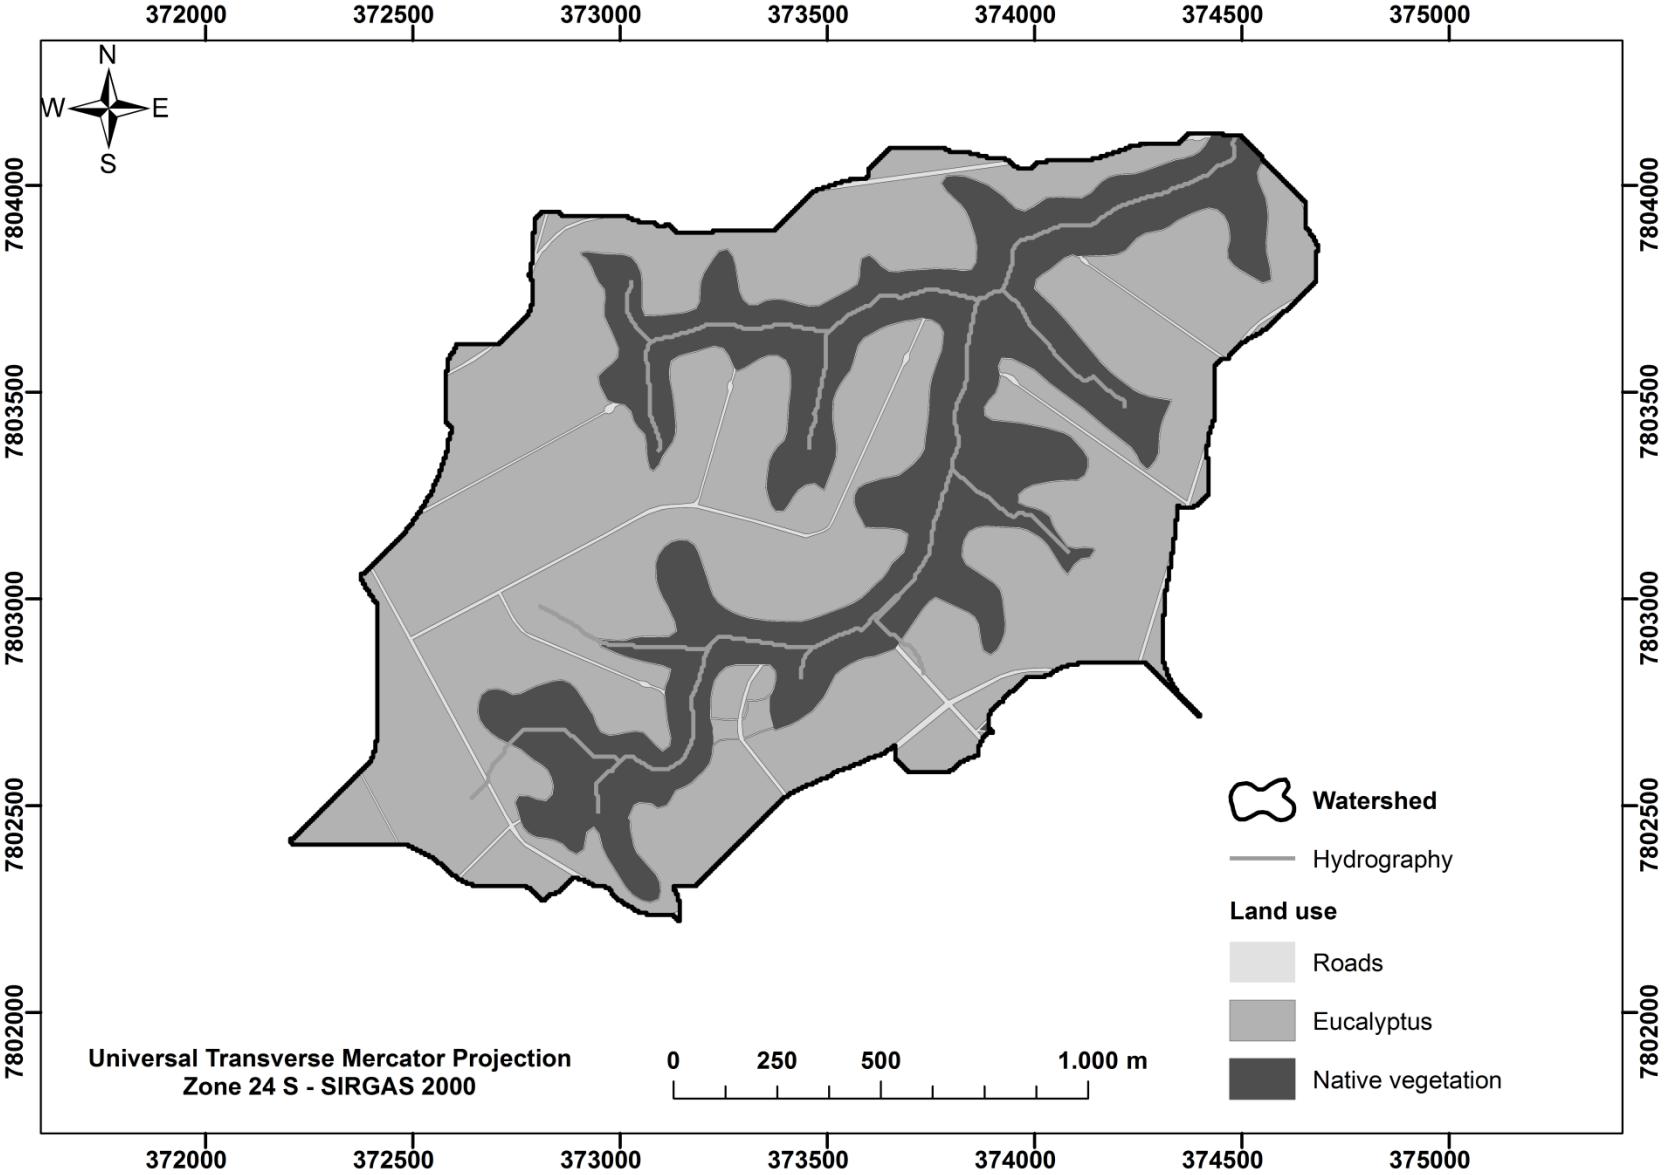 372000 372500 373000 373500 374000 374500 375000
N
W E
S
7804000 7804000
7803500 7803500
7803000 7803000
7802500 7802500
7802000 7802000
Watershed
Hydrography
Land use
Roads
Eucalyptus
Native vegetation
Universal Transverse Mercator Projection
Zone 24 S - SIRGAS 2000
0 250 500 1.000 m
372000 372500 373000 373500 374000 374500 375000